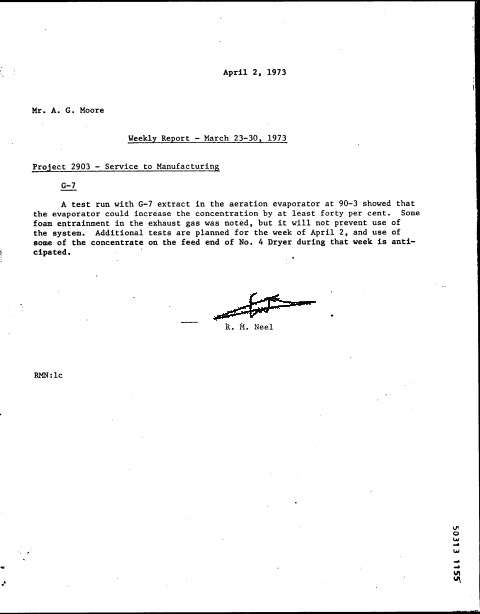 April 2, 1973
Mr. A. G. Moore
Weekly Report - March 23-30, 1973
Project 2903 - Service to Manufacturing
G-7
A test run with G-7 extract in the aeration evaporator at 90-3 showed that
the evaporator could increase the concentration by at least forty per cent. Some
foam entrainment in the exhaust gas was noted, but it will not prevent use of
the system. Additional tests are planned for the week of April 2, and use of
some of the concentrate on the feed end of No. 4 Dryer during that week is anti-
cipated.
R. M. Neel
RMN:lc
50313 1155